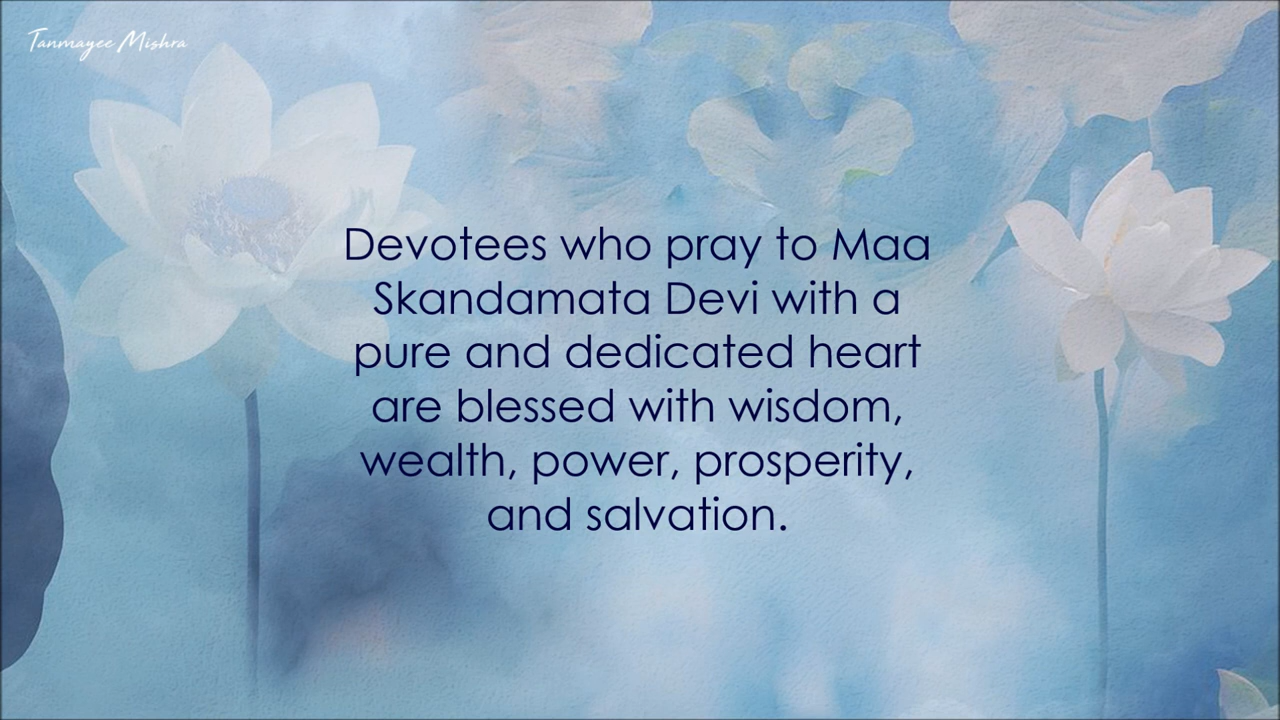 Tanmayee Mishra
Devotees who pray to Maa
Skandamata Devi with a
pure and dedicated heart
are blessed with wisdom,
wealth, power, prosperity,
and salvation.